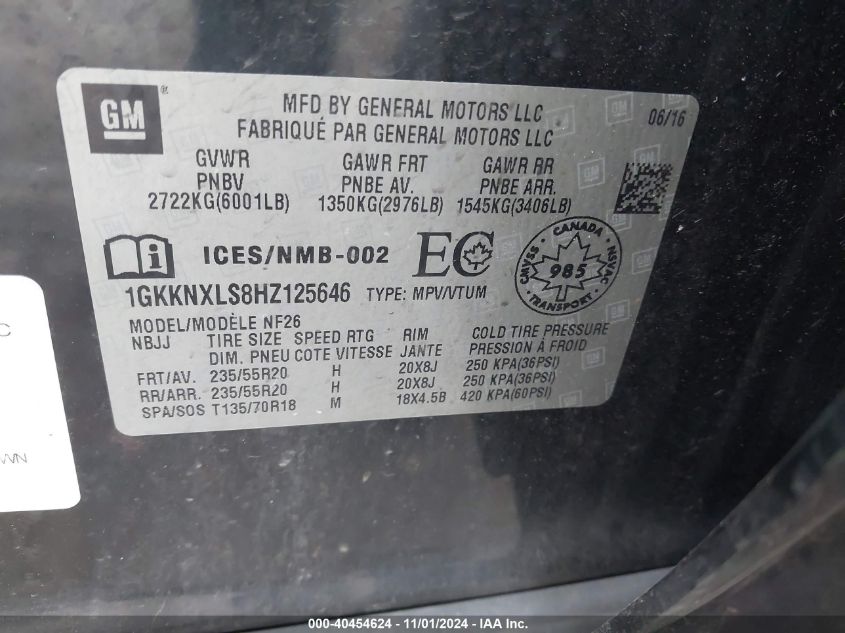 GM ®
MFD BY GENERAL MOTORS LLC
FABRIQUÉ PAR GENERAL MOTORS LLC
06/16
GVWR GAWR FRT GAWR RR
PNBV PNBE AV. PNBE ARR.
2722KG(6001LB) 1350KG(2976LB) 1545KG(3406LB)
i ICES/NMB-002 EC CANADA CMVSS 985 NSVAC TRANSPORT
1GKKNXLS8HZ125646 TYPE: MPV/VTUM
MODEL/MODÈLE NF26
NBJJ TIRE SIZE SPEED RTG RIM COLD TIRE PRESSURE
DIM. PNEU COTE VITESSE JANTE PRESSION À FROID
FRT/AV. 235/55R20 H 20X8J 250 KPA(36PSI)
RR/ARR. 235/55R20 H 20X8J 250 KPA(36PSI)
SPA/SOS T135/70R18 M 18X4.5B 420 KPA(60PSI)
C
WN
000-40454624 - 11/01/2024 - IAA Inc.